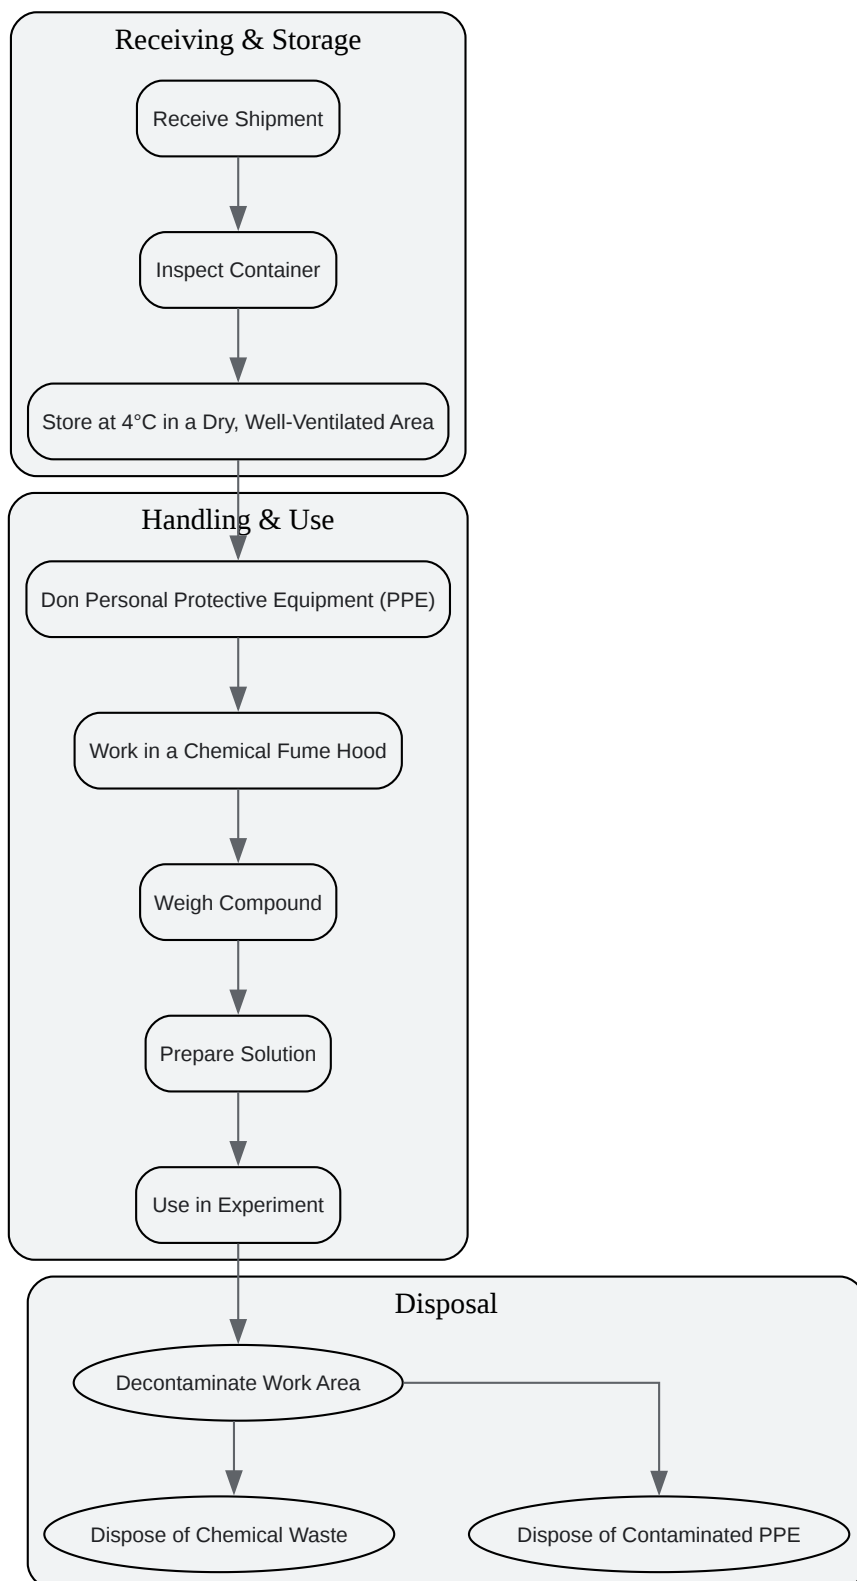 Receiving & Storage
Receive Shipment
Inspect Container
Store at 4°C in a Dry, Well-Ventilated Area
Handling & Use
Don Personal Protective Equipment (PPE)
Work in a Chemical Fume Hood
Weigh Compound
Prepare Solution
Use in Experiment
Disposal
Decontaminate Work Area
Dispose of Chemical Waste
Dispose of Contaminated PPE